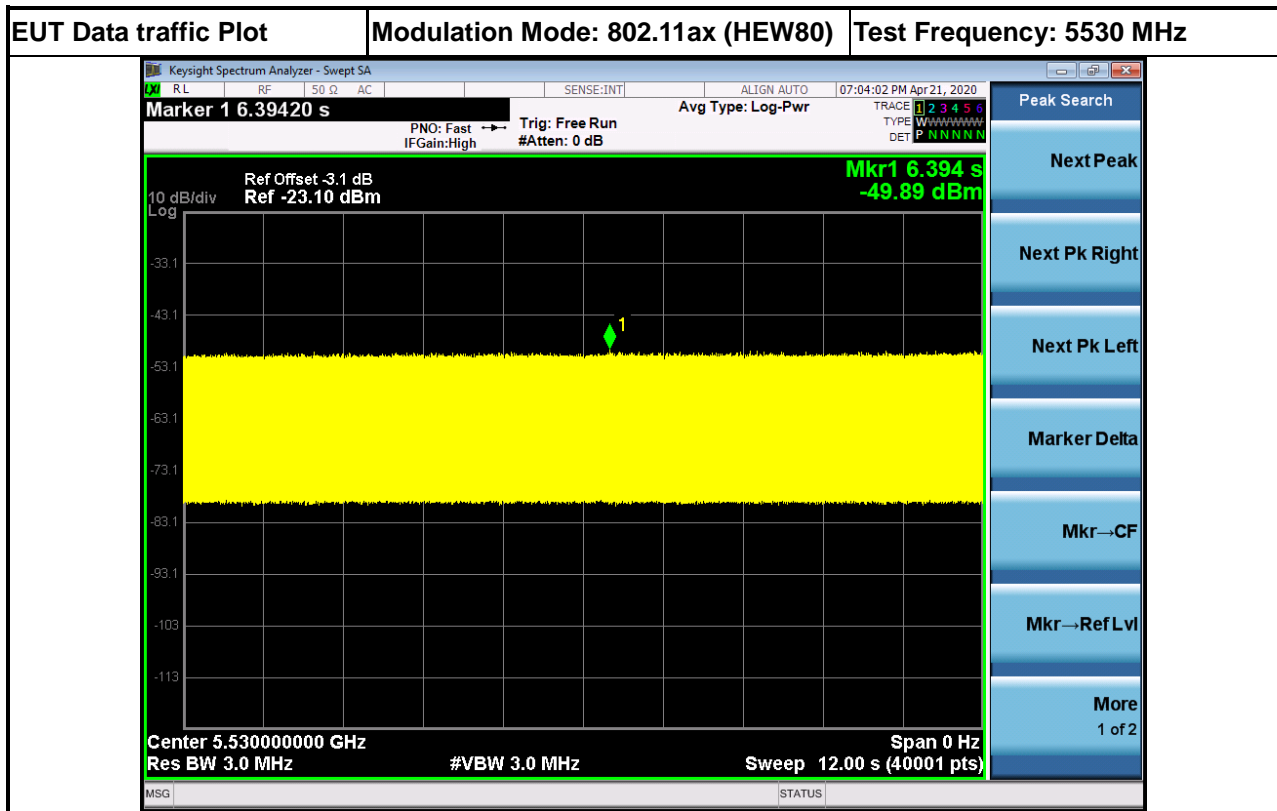 EUT Data traffic Plot Modulation Mode: 802.11ax (HEW80) Test Frequency: 5530 MHz
Keysight Spectrum Analyzer - Swept SA
LXI RL RF 50 Ω AC SENSE:INT ALIGN AUTO 07:04:02 PM Apr 21, 2020
Marker 1 6.39420 s
PNO: Fast
IFGain:High
Trig: Free Run
#Atten: 0 dB
Avg Type: Log-Pwr
TRACE 1 2 3 4 5 6
TYPE WWWWWW
DET P N N N N N
Peak Search
Mkr1 6.394 s
-49.89 dBm
Ref Offset -3.1 dB
10 dB/div Ref -23.10 dBm
Log
-33.1
-43.1
-53.1
-63.1
-73.1
-83.1
-93.1
-103
-113
1
Center 5.530000000 GHz Span 0 Hz
Res BW 3.0 MHz #VBW 3.0 MHz Sweep 12.00 s (40001 pts)
MSG STATUS
Next Peak
Next Pk Right
Next Pk Left
Marker Delta
Mkr→CF
Mkr→Ref Lvl
More
1 of 2